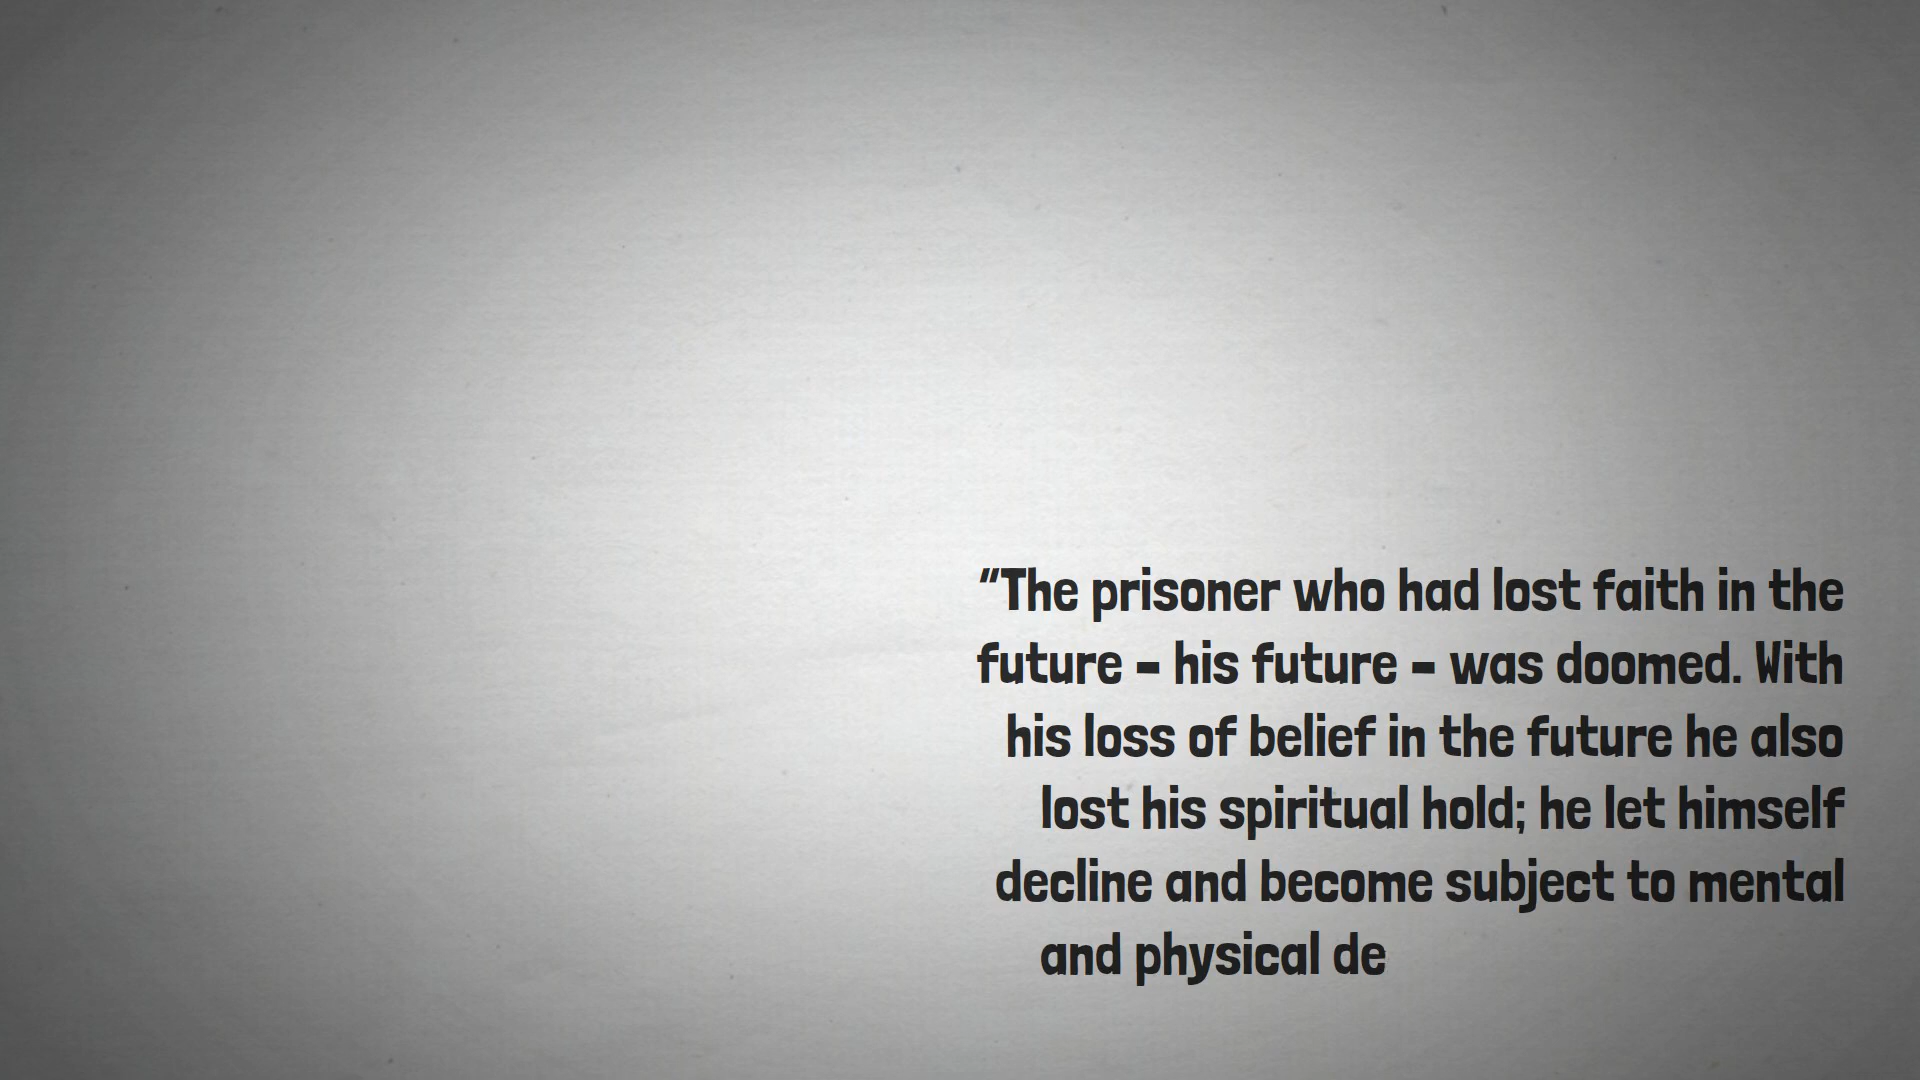 "The prisoner who had lost faith in the
future – his future – was doomed. With
his loss of belief in the future he also
lost his spiritual hold; he let himself
decline and become subject to mental
and physical de